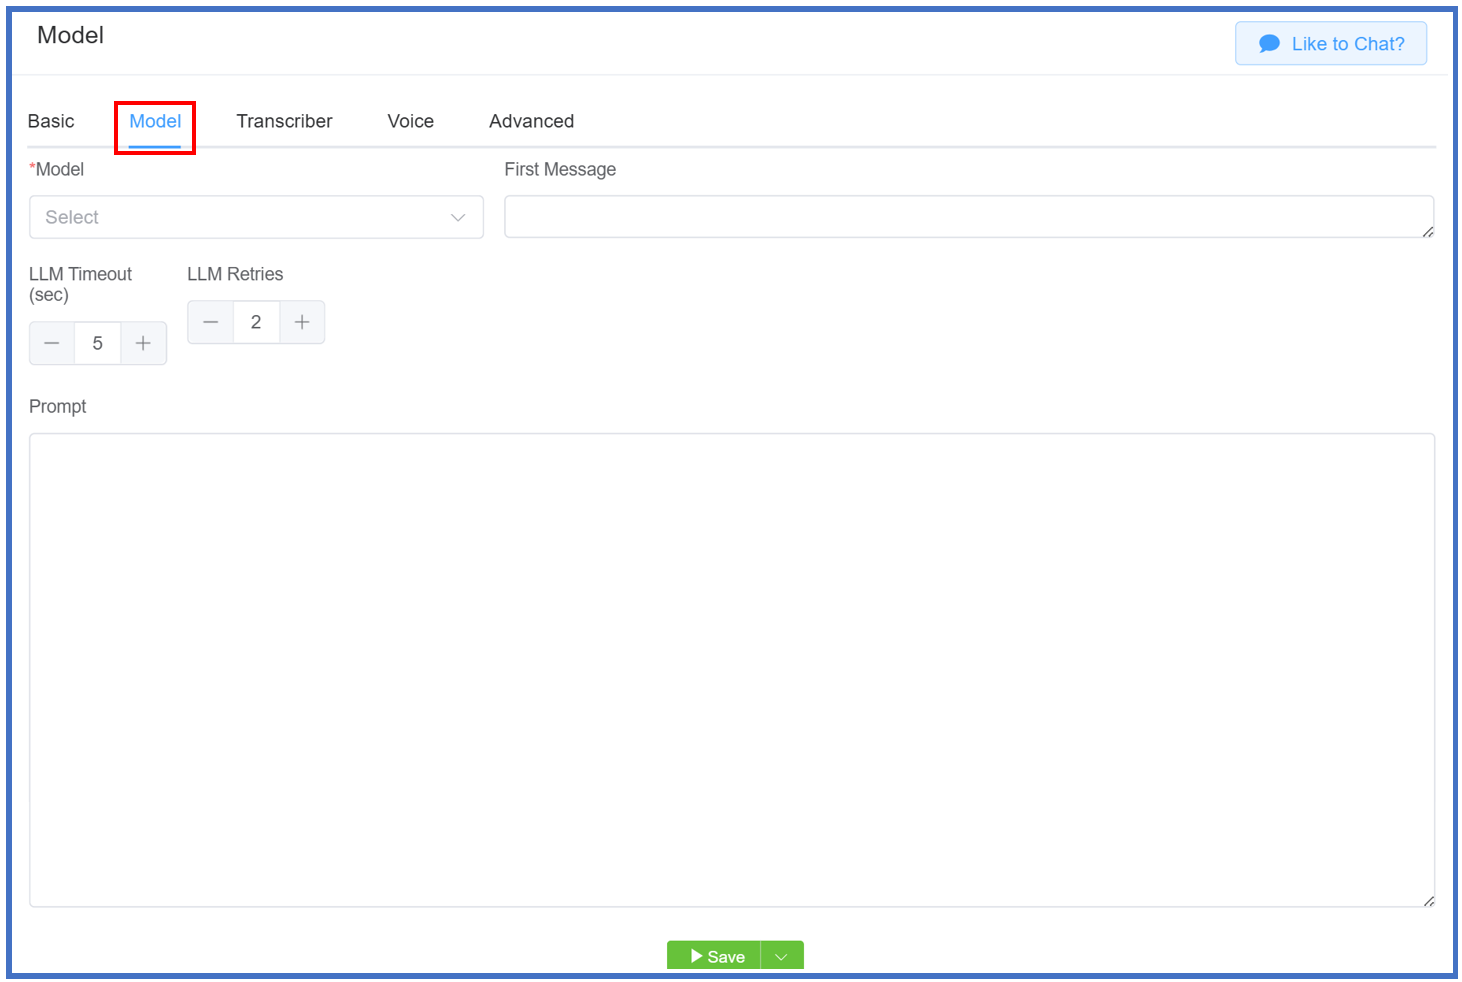 Model
Like to Chat?
Basic Model Transcriber Voice Advanced
*Model First Message
Select
LLM Timeout (sec) LLM Retries
5 2
Prompt
Save